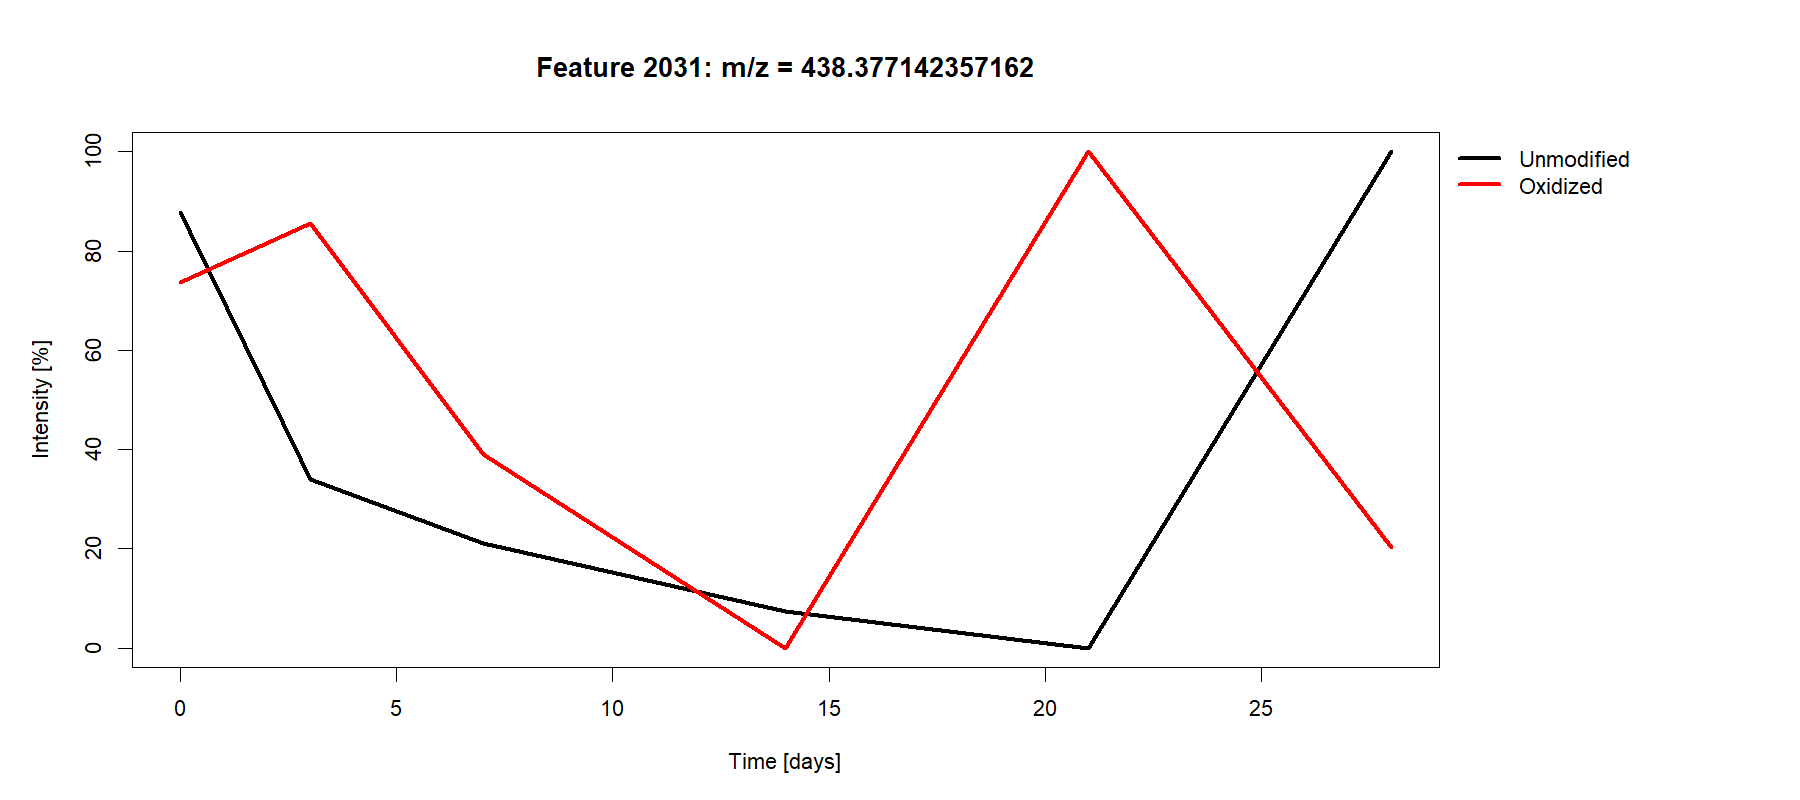 Feature 2031: m/z = 438.377142357162
Unmodified
Oxidized
Intensity [%]
100
80
60
40
20
0
0 5 10 15 20 25
Time [days]